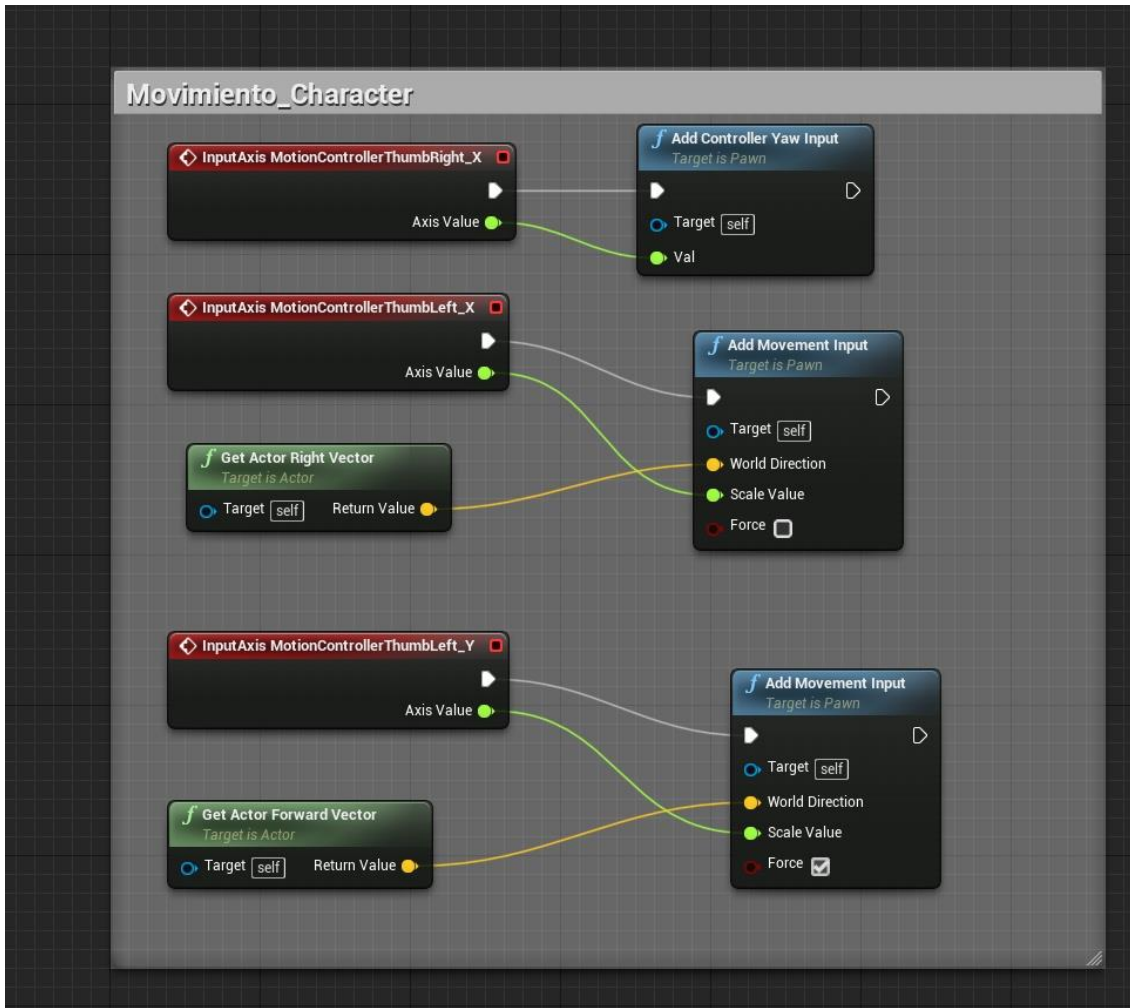 Movimiento_Character
InputAxis MotionControllerThumbRight_X
Axis Value
Add Controller Yaw Input
Target is Pawn
Target self
Val
InputAxis MotionControllerThumbLeft_X
Axis Value
Add Movement Input
Target is Pawn
Target self
World Direction
Scale Value
Force
Get Actor Right Vector
Target is Actor
Target self Return Value
InputAxis MotionControllerThumbLeft_Y
Axis Value
Add Movement Input
Target is Pawn
Target self
World Direction
Scale Value
Force
Get Actor Forward Vector
Target is Actor
Target self Return Value